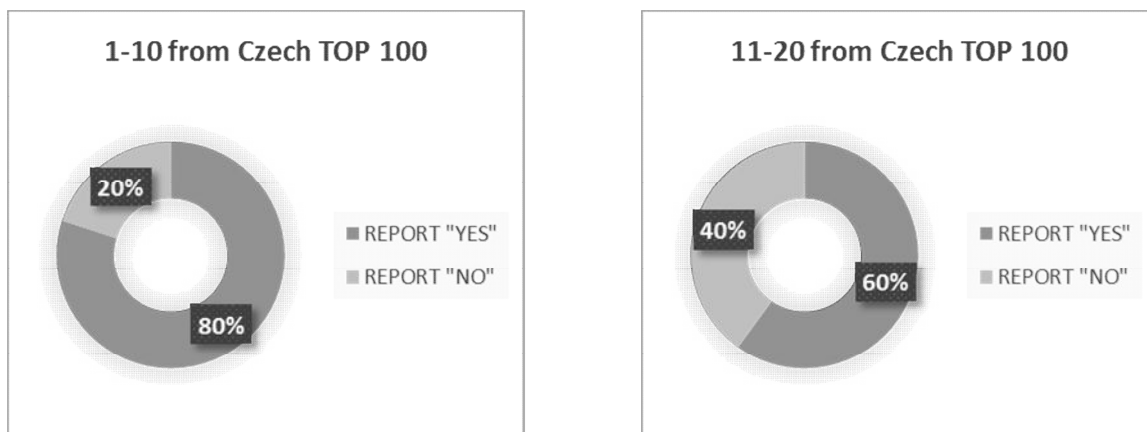 1-10 from Czech TOP 100
20%
80%
REPORT "YES"
REPORT "NO"
11-20 from Czech TOP 100
40%
60%
REPORT "YES"
REPORT "NO"